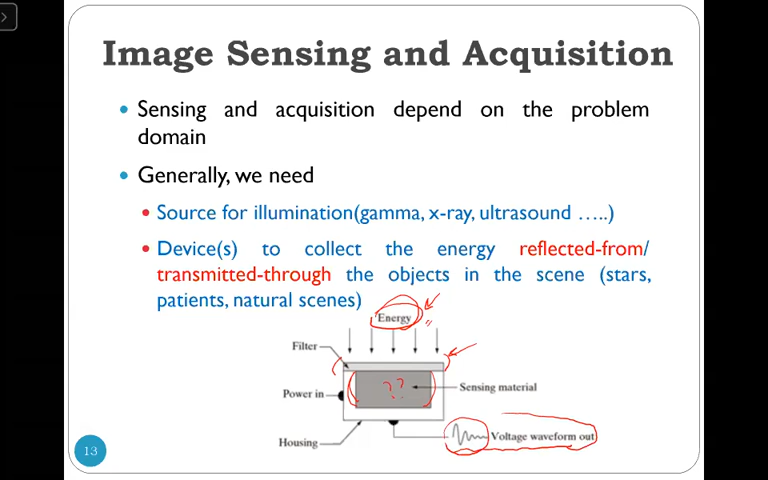 Image Sensing and Acquisition
Sensing and acquisition depend on the problem
domain
Generally, we need
Source for illumination(gamma, x-ray, ultrasound …..)
Device(s) to collect the energy reflected-from/
transmitted-through the objects in the scene (stars,
patients, natural scenes)
Energy
Filter
??
Sensing material
Power in
Voltage waveform out
Housing
13